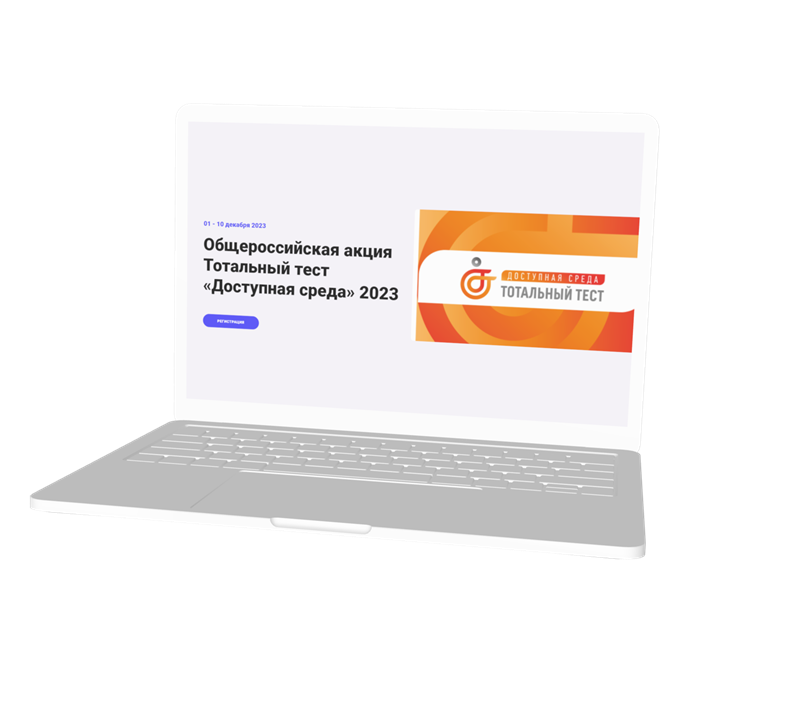 01 - 10 декабря 2023
Общероссийская акция
Тотальный тест
«Доступная среда» 2023
РЕГИСТРАЦИЯ
ДОСТУПНАЯ СРЕДА
ТОТАЛЬНЫЙ ТЕСТ